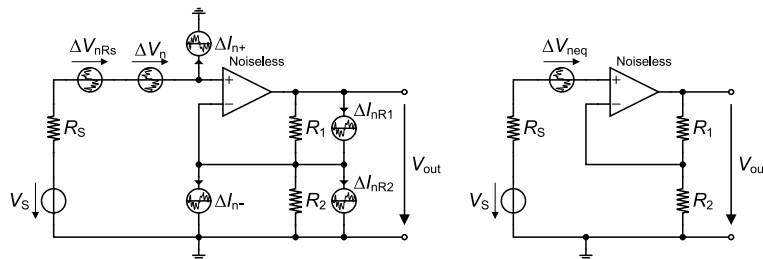 ΔI_n+
ΔV_nRs
ΔV_n
Noiseless
+
−
R_S
R_1
ΔI_nR1
V_out
V_S
ΔI_n-
R_2
ΔI_nR2
ΔV_neq
Noiseless
+
−
R_S
R_1
V_ou
V_S
R_2